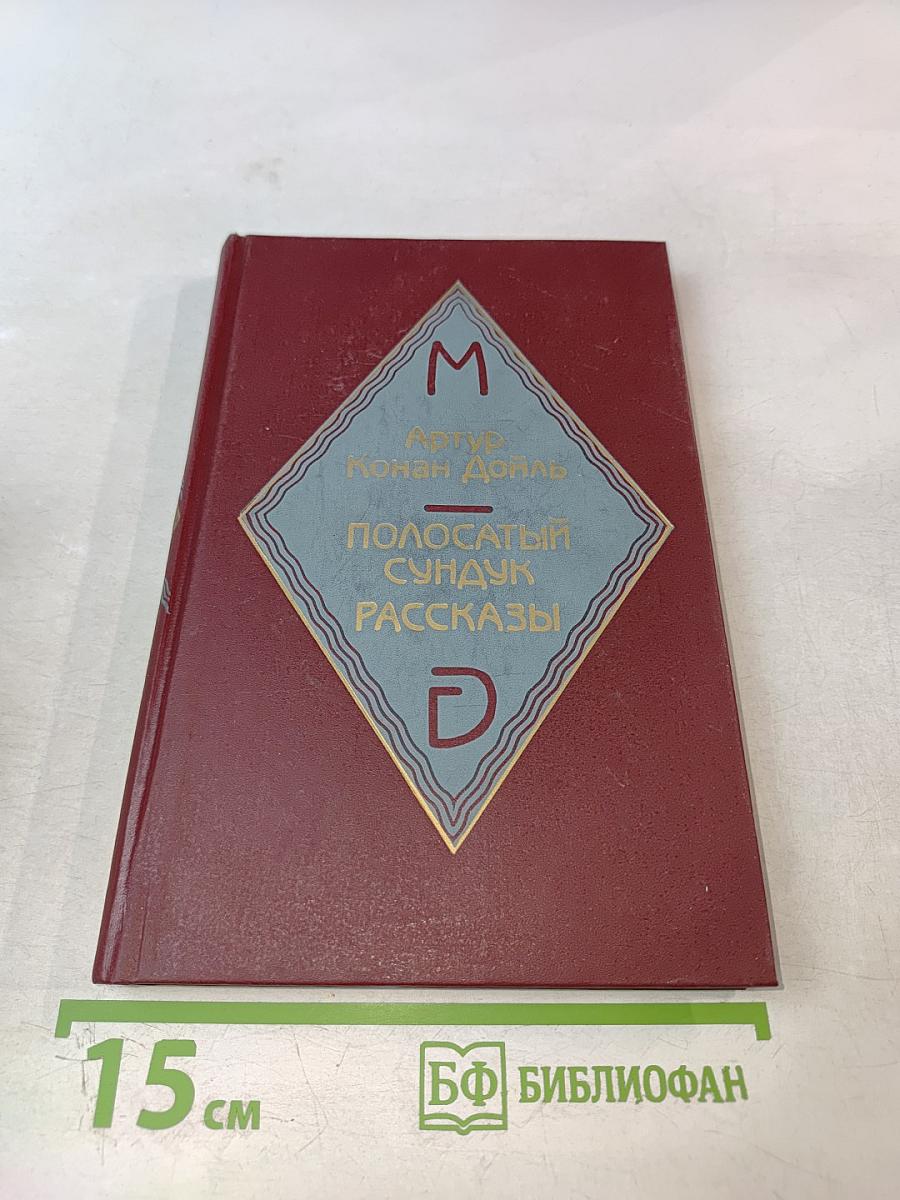 М
Артур
Конан Дойль
ПОЛОСАТЫЙ
СУНДУК
РАССКАЗЫ
D
15 см
БФ БИБЛИОФАН